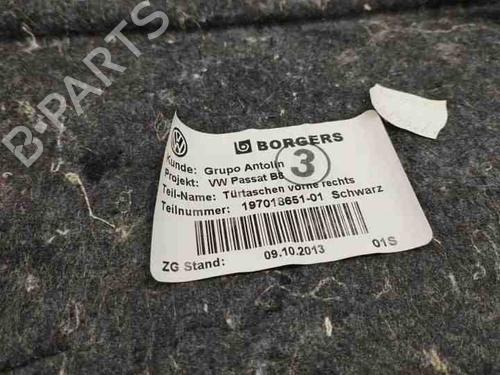 B-PARTS
BORGERS
Kunde: Grupo Antolin
Projekt: VW Passat B8
3
Teil-Name: Türtaschen vorne rechts
Teilnummer: 197018651-01 Schwarz
ZG Stand: 09.10.2013 01S